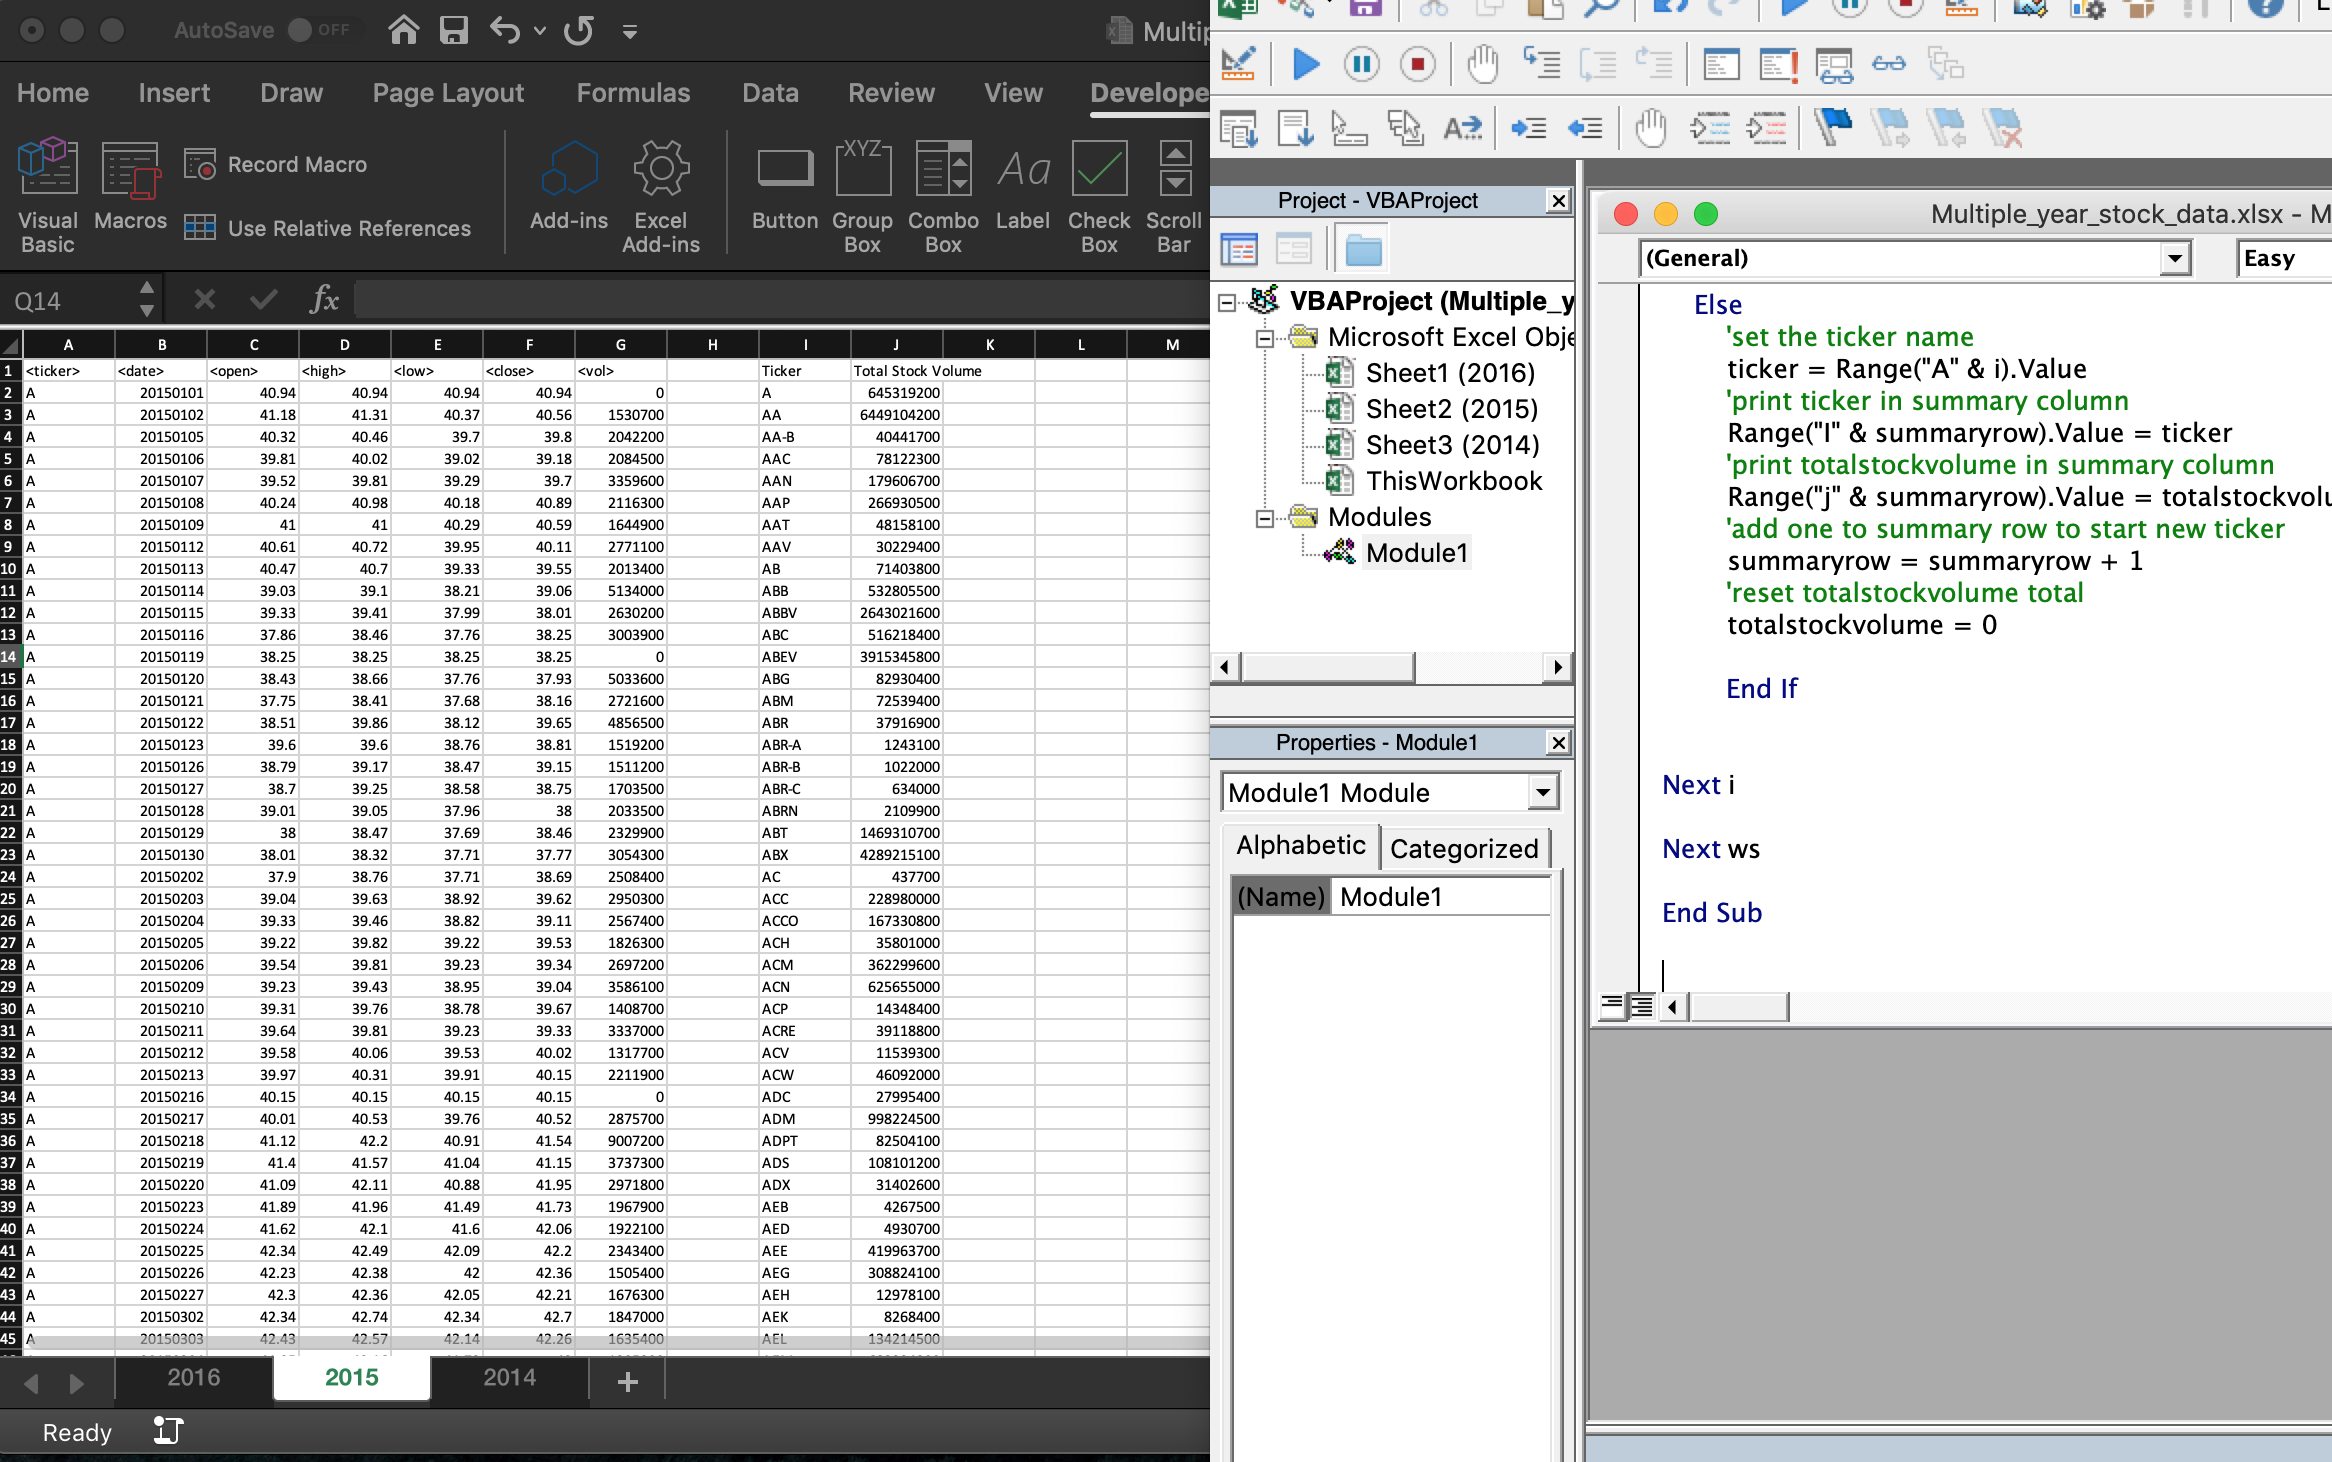 AutoSave OFF
Home Insert Draw Page Layout Formulas Data Review View
Visual Basic Macros Record Macro
Use Relative References
Add-ins Excel Add-ins Button Group Box Combo Box Label Check Box Scroll Bar
XYZ Aa
Q14 fx
A B C D E F G H I J K L M
1 <ticker> <date> <open> <high> <low> <close> <vol> Ticker Total Stock Volume
2 A 20150101 40.94 40.94 40.94 40.94 0 A 645319200
3 A 20150102 41.18 41.31 40.37 40.56 1530700 AA 6449104200
4 A 20150105 40.32 40.46 39.7 39.8 2042200 AA-B 40441700
5 A 20150106 39.81 40.02 39.02 39.18 2084500 AAC 78122300
6 A 20150107 39.52 39.81 39.29 39.7 3359600 AAN 179606700
7 A 20150108 40.24 40.98 40.18 40.89 2116300 AAP 266930500
8 A 20150109 41 41 40.29 40.59 1644900 AAT 48158100
9 A 20150112 40.61 40.72 39.95 40.11 2771100 AAV 30229400
10 A 20150113 40.47 40.7 39.33 39.55 2013400 AB 71403800
11 A 20150114 39.03 39.1 38.21 39.06 5134000 ABB 532805500
12 A 20150115 39.33 39.41 37.99 38.01 2630200 ABBV 2643021600
13 A 20150116 37.86 38.46 37.76 38.25 3003900 ABC 516218400
14 A 20150119 38.25 38.25 38.25 38.25 0 ABEV 3915345800
15 A 20150120 38.43 38.66 37.76 37.93 5033600 ABG 82930400
16 A 20150121 37.75 38.41 37.68 38.16 2721600 ABM 72539400
17 A 20150122 38.51 39.86 38.12 39.65 4856500 ABR 37916900
18 A 20150123 39.6 39.6 38.76 38.81 1519200 ABR-A 1243100
19 A 20150126 38.79 39.17 38.47 39.15 1511200 ABR-B 1022000
20 A 20150127 38.7 39.25 38.58 38.75 1703500 ABR-C 634000
21 A 20150128 39.01 39.05 37.96 38 2033500 ABRN 2109900
22 A 20150129 38 38.47 37.69 38.46 2329900 ABT 1469310700
23 A 20150130 38.01 38.32 37.71 37.77 3054300 ABX 4289215100
24 A 20150202 37.9 38.76 37.71 38.69 2508400 AC 437700
25 A 20150203 39.04 39.63 38.92 39.62 2950300 ACC 228980000
26 A 20150204 39.33 39.46 38.82 39.11 2567400 ACCO 167330800
27 A 20150205 39.22 39.82 39.22 39.53 1826300 ACH 35801000
28 A 20150206 39.54 39.81 39.23 39.34 2697200 ACM 362299600
29 A 20150209 39.23 39.43 38.95 39.04 3586100 ACN 625655000
30 A 20150210 39.31 39.76 38.78 39.67 1408700 ACP 14348400
31 A 20150211 39.64 39.81 39.23 39.33 3337000 ACRE 39118800
32 A 20150212 39.58 40.06 39.53 40.02 1317700 ACV 11539300
33 A 20150213 39.97 40.31 39.91 40.15 2211900 ACW 46092000
34 A 20150216 40.15 40.15 40.15 40.15 0 ADC 27995400
35 A 20150217 40.01 40.53 39.76 40.52 2875700 ADM 998224500
36 A 20150218 41.12 42.2 40.91 41.54 9007200 ADPT 82504100
37 A 20150219 41.4 41.57 41.04 41.15 3737300 ADS 108101200
38 A 20150220 41.09 42.11 40.88 41.95 2971800 ADX 31402600
39 A 20150223 41.89 41.96 41.49 41.73 1967900 AEB 4267500
40 A 20150224 41.62 42.1 41.6 42.06 1922100 AED 4930700
41 A 20150225 42.34 42.49 42.09 42.2 2343400 AEE 419963700
42 A 20150226 42.23 42.38 42 42.36 1505400 AEG 308824100
43 A 20150227 42.3 42.36 42.05 42.21 1676300 AEH 12978100
44 A 20150302 42.34 42.74 42.34 42.7 1847000 AEK 8268400
45 A 20150303 42.43 42.57 42.14 42.26 1635400 AEL 134214500
2016 2015 2014 +
Ready
Project - VBAProject
VBAProject (Multiple_y
Microsoft Excel Obje
Sheet1 (2016)
Sheet2 (2015)
Sheet3 (2014)
ThisWorkbook
Modules
Module1
Properties - Module1
Module1 Module
Alphabetic Categorized
(Name) Module1
Multiple_year_stock_data.xlsx - M
(General) Easy
Else
'set the ticker name
ticker = Range("A" & i).Value
'print ticker in summary column
Range("I" & summaryrow).Value = ticker
'print totalstockvolume in summary column
Range("j" & summaryrow).Value = totalstockvolu
'add one to summary row to start new ticker
summaryrow = summaryrow + 1
'reset totalstockvolume total
totalstockvolume = 0
End If
Next i
Next ws
End Sub